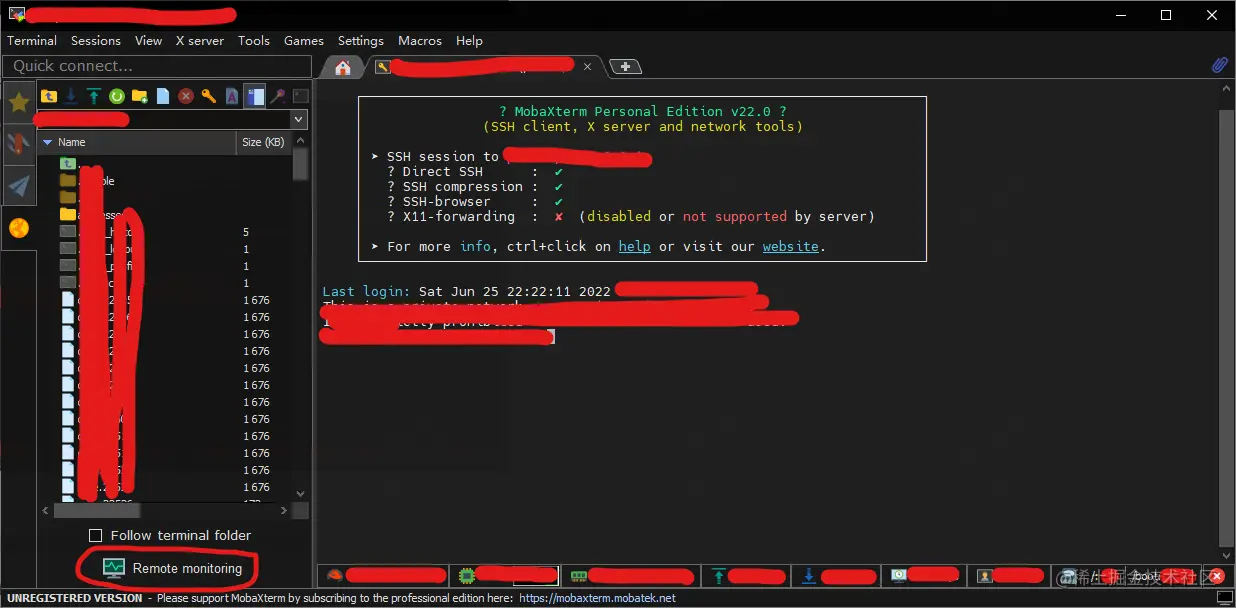 Terminal Sessions View X server Tools Games Settings Macros Help
Quick connect...
Name Size (KB)
5
1
1
1
1 676
1 676
1 676
1 676
1 676
1 676
1 676
1 676
1 676
1 676
1 676
1 676
Follow terminal folder
Remote monitoring
? MobaXterm Personal Edition v22.0 ?
(SSH client, X server and network tools)
➤ SSH session to
? Direct SSH : ✔
? SSH compression : ✔
? SSH-browser : ✔
? X11-forwarding : ✘ (disabled or not supported by server)
➤ For more info, ctrl+click on help or visit our website.
Last login: Sat Jun 25 22:22:11 2022
This is a private network
@稀土掘金技术社区
UNREGISTERED VERSION - Please support MobaXterm by subscribing to the professional edition here: https://mobaxterm.mobatek.net